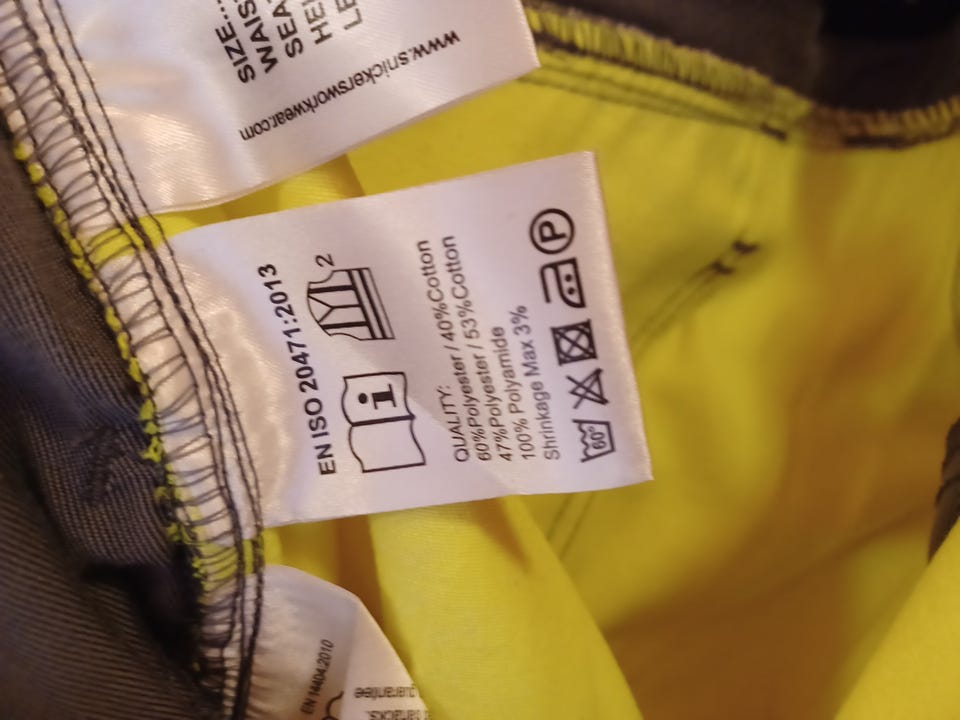 SIZE...
WAIS
SEA
HE
LE
www.snickersworkwear.com
EN ISO 20471:2013
2
i
QUALITY:
60%Polyester / 40%Cotton
47%Polyester / 53%Cotton
100% Polyamide
Shrinkage Max 3%
60°
P
EN 14404:2010
guarantee